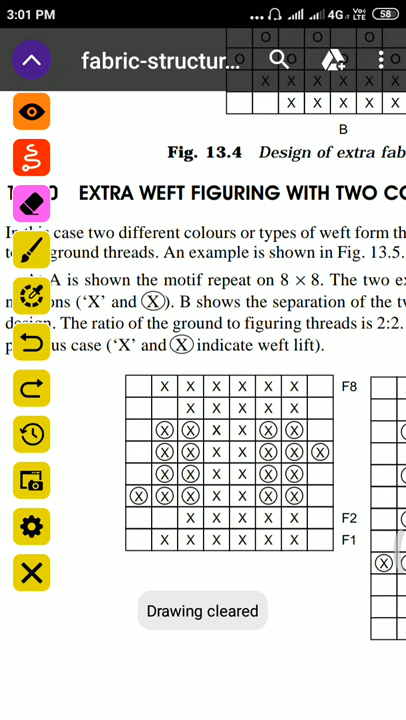 3:01 PM ... 4G Vo) LTE 58
fabric-structur...
O O O
O O O
X X X X X X
X X X X X
B
Fig. 13.4 Design of extra fab
EXTRA WEFT FIGURING WITH TWO CO
case two different colours or types of weft form th
ground threads. An example is shown in Fig. 13.5.
A is shown the motif repeat on 8 × 8. The two ex
ons (‘X’ and Ⓧ). B shows the separation of the tw
de . The ratio of the ground to figuring threads is 2:2.
us case (‘X’ and Ⓧ indicate weft lift).
X X X X X X F8
X X X X X
Ⓧ Ⓧ X X Ⓧ Ⓧ
Ⓧ Ⓧ X X Ⓧ Ⓧ Ⓧ
Ⓧ Ⓧ X X Ⓧ Ⓧ
Ⓧ Ⓧ Ⓧ X X Ⓧ Ⓧ
X X X X X F2
X X X X X X F1
Ⓧ
Drawing cleared